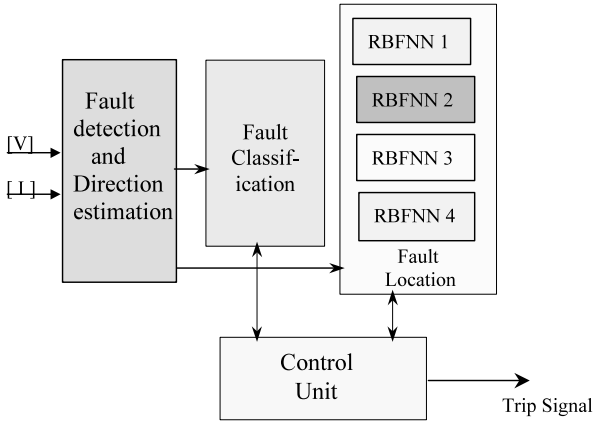 [V]
[ I ]
Fault
detection
and
Direction
estimation
Fault
Classif-
ication
RBFNN 1
RBFNN 2
RBFNN 3
RBFNN 4
Fault
Location
Control
Unit
Trip Signal